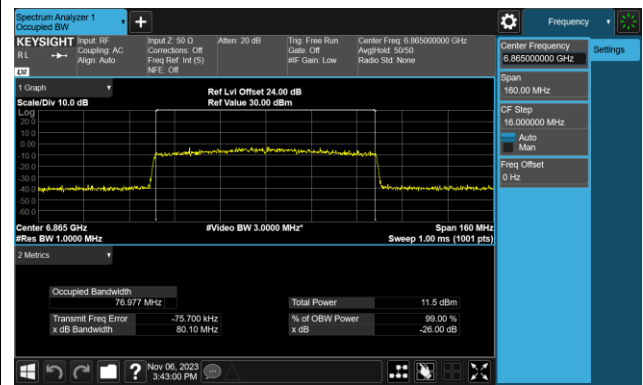 Spectrum Analyzer 1
Occupied BW
+
Frequency
KEYSIGHT
Input: RF
Input Z: 50 Ω
Atten: 20 dB
Trig: Free Run
Center Freq: 6.865000000 GHz
RL
Coupling: AC
Corrections: Off
Gate: Off
Avg|Hold: 50/50
Align: Auto
Freq Ref: Int (S)
#IF Gain: Low
Radio Std: None
LXI
NFE: Off
Center Frequency
6.865000000 GHz
Settings
Span
160.00 MHz
CF Step
16.000000 MHz
Auto
Man
Freq Offset
0 Hz
1 Graph
Ref Lvl Offset 24.00 dB
Scale/Div 10.0 dB
Ref Value 30.00 dBm
Log
20.0
10.0
0.00
-10.0
-20.0
-30.0
-40.0
-50.0
-60.0
Center 6.865 GHz
#Video BW 3.0000 MHz*
Span 160 MHz
#Res BW 1.0000 MHz
Sweep 1.00 ms (1001 pts)
2 Metrics
Occupied Bandwidth
76.977 MHz
Total Power
11.5 dBm
Transmit Freq Error
-75.700 kHz
% of OBW Power
99.00 %
x dB Bandwidth
80.10 MHz
x dB
-26.00 dB
?
Nov 06, 2023
3:43:00 PM